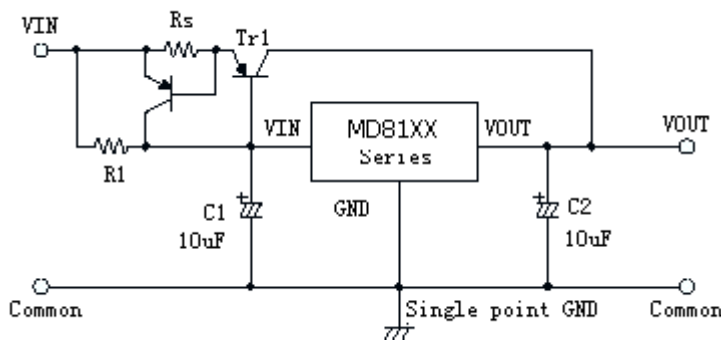 VIN
Rs
Tr1
VIN
MD81XX
Series
VOUT
VOUT
R1
C1
10uF
GND
C2
10uF
Common
Single point GND
Common